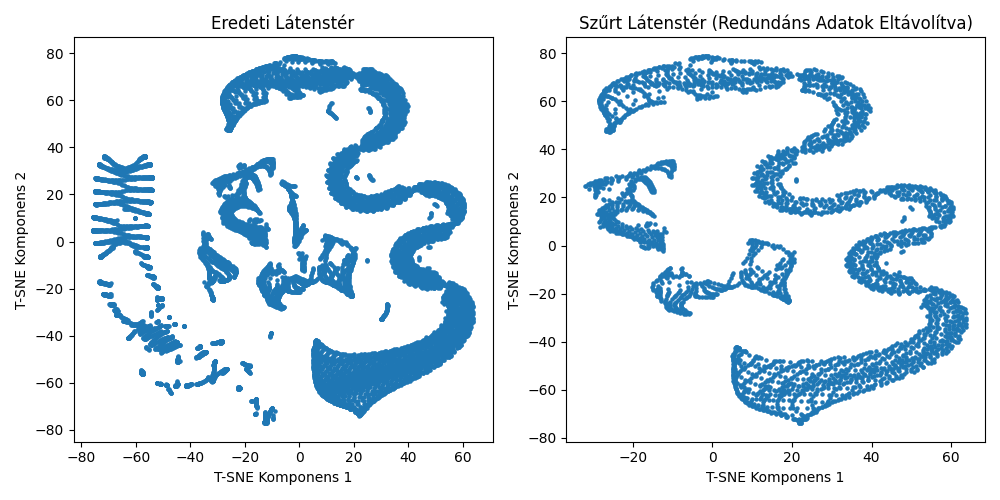 Eredeti Látenstér
T-SNE Komponens 2
80
60
40
20
0
−20
−40
−60
−80
−80 −60 −40 −20 0 20 40 60
T-SNE Komponens 1
Szűrt Látenstér (Redundáns Adatok Eltávolítva)
T-SNE Komponens 2
80
60
40
20
0
−20
−40
−60
−80
−20 0 20 40 60
T-SNE Komponens 1